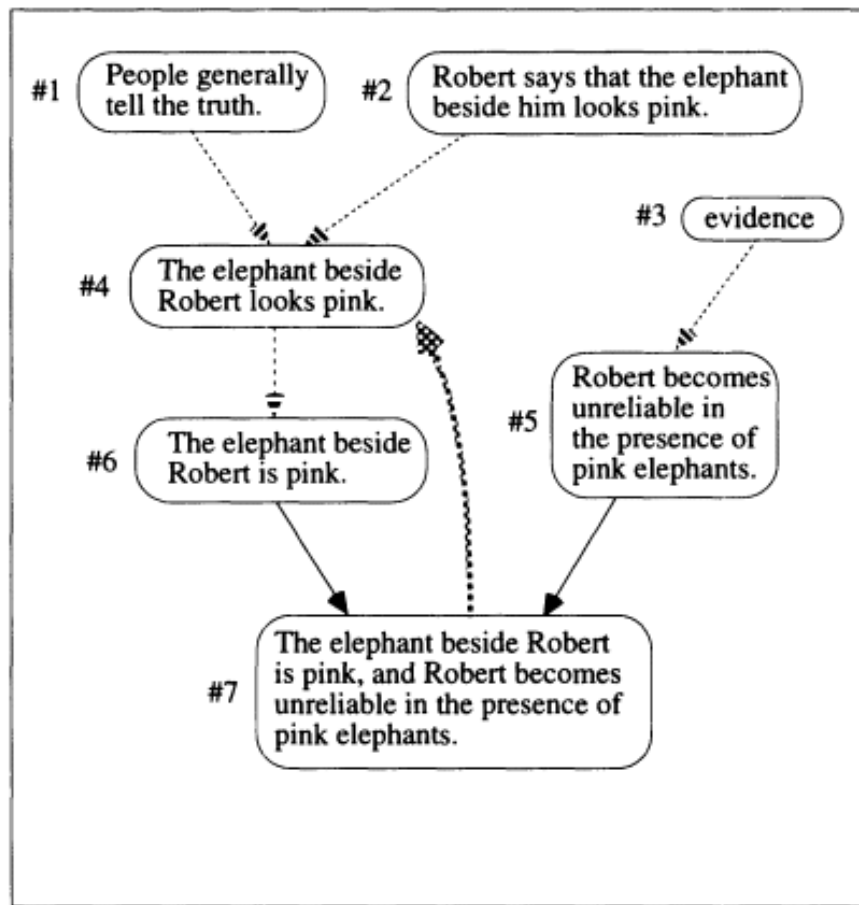 #1
People generally
tell the truth.
#2
Robert says that the elephant
beside him looks pink.
#3
evidence
#4
The elephant beside
Robert looks pink.
#5
Robert becomes
unreliable in
the presence of
pink elephants.
#6
The elephant beside
Robert is pink.
#7
The elephant beside Robert
is pink, and Robert becomes
unreliable in the presence of
pink elephants.